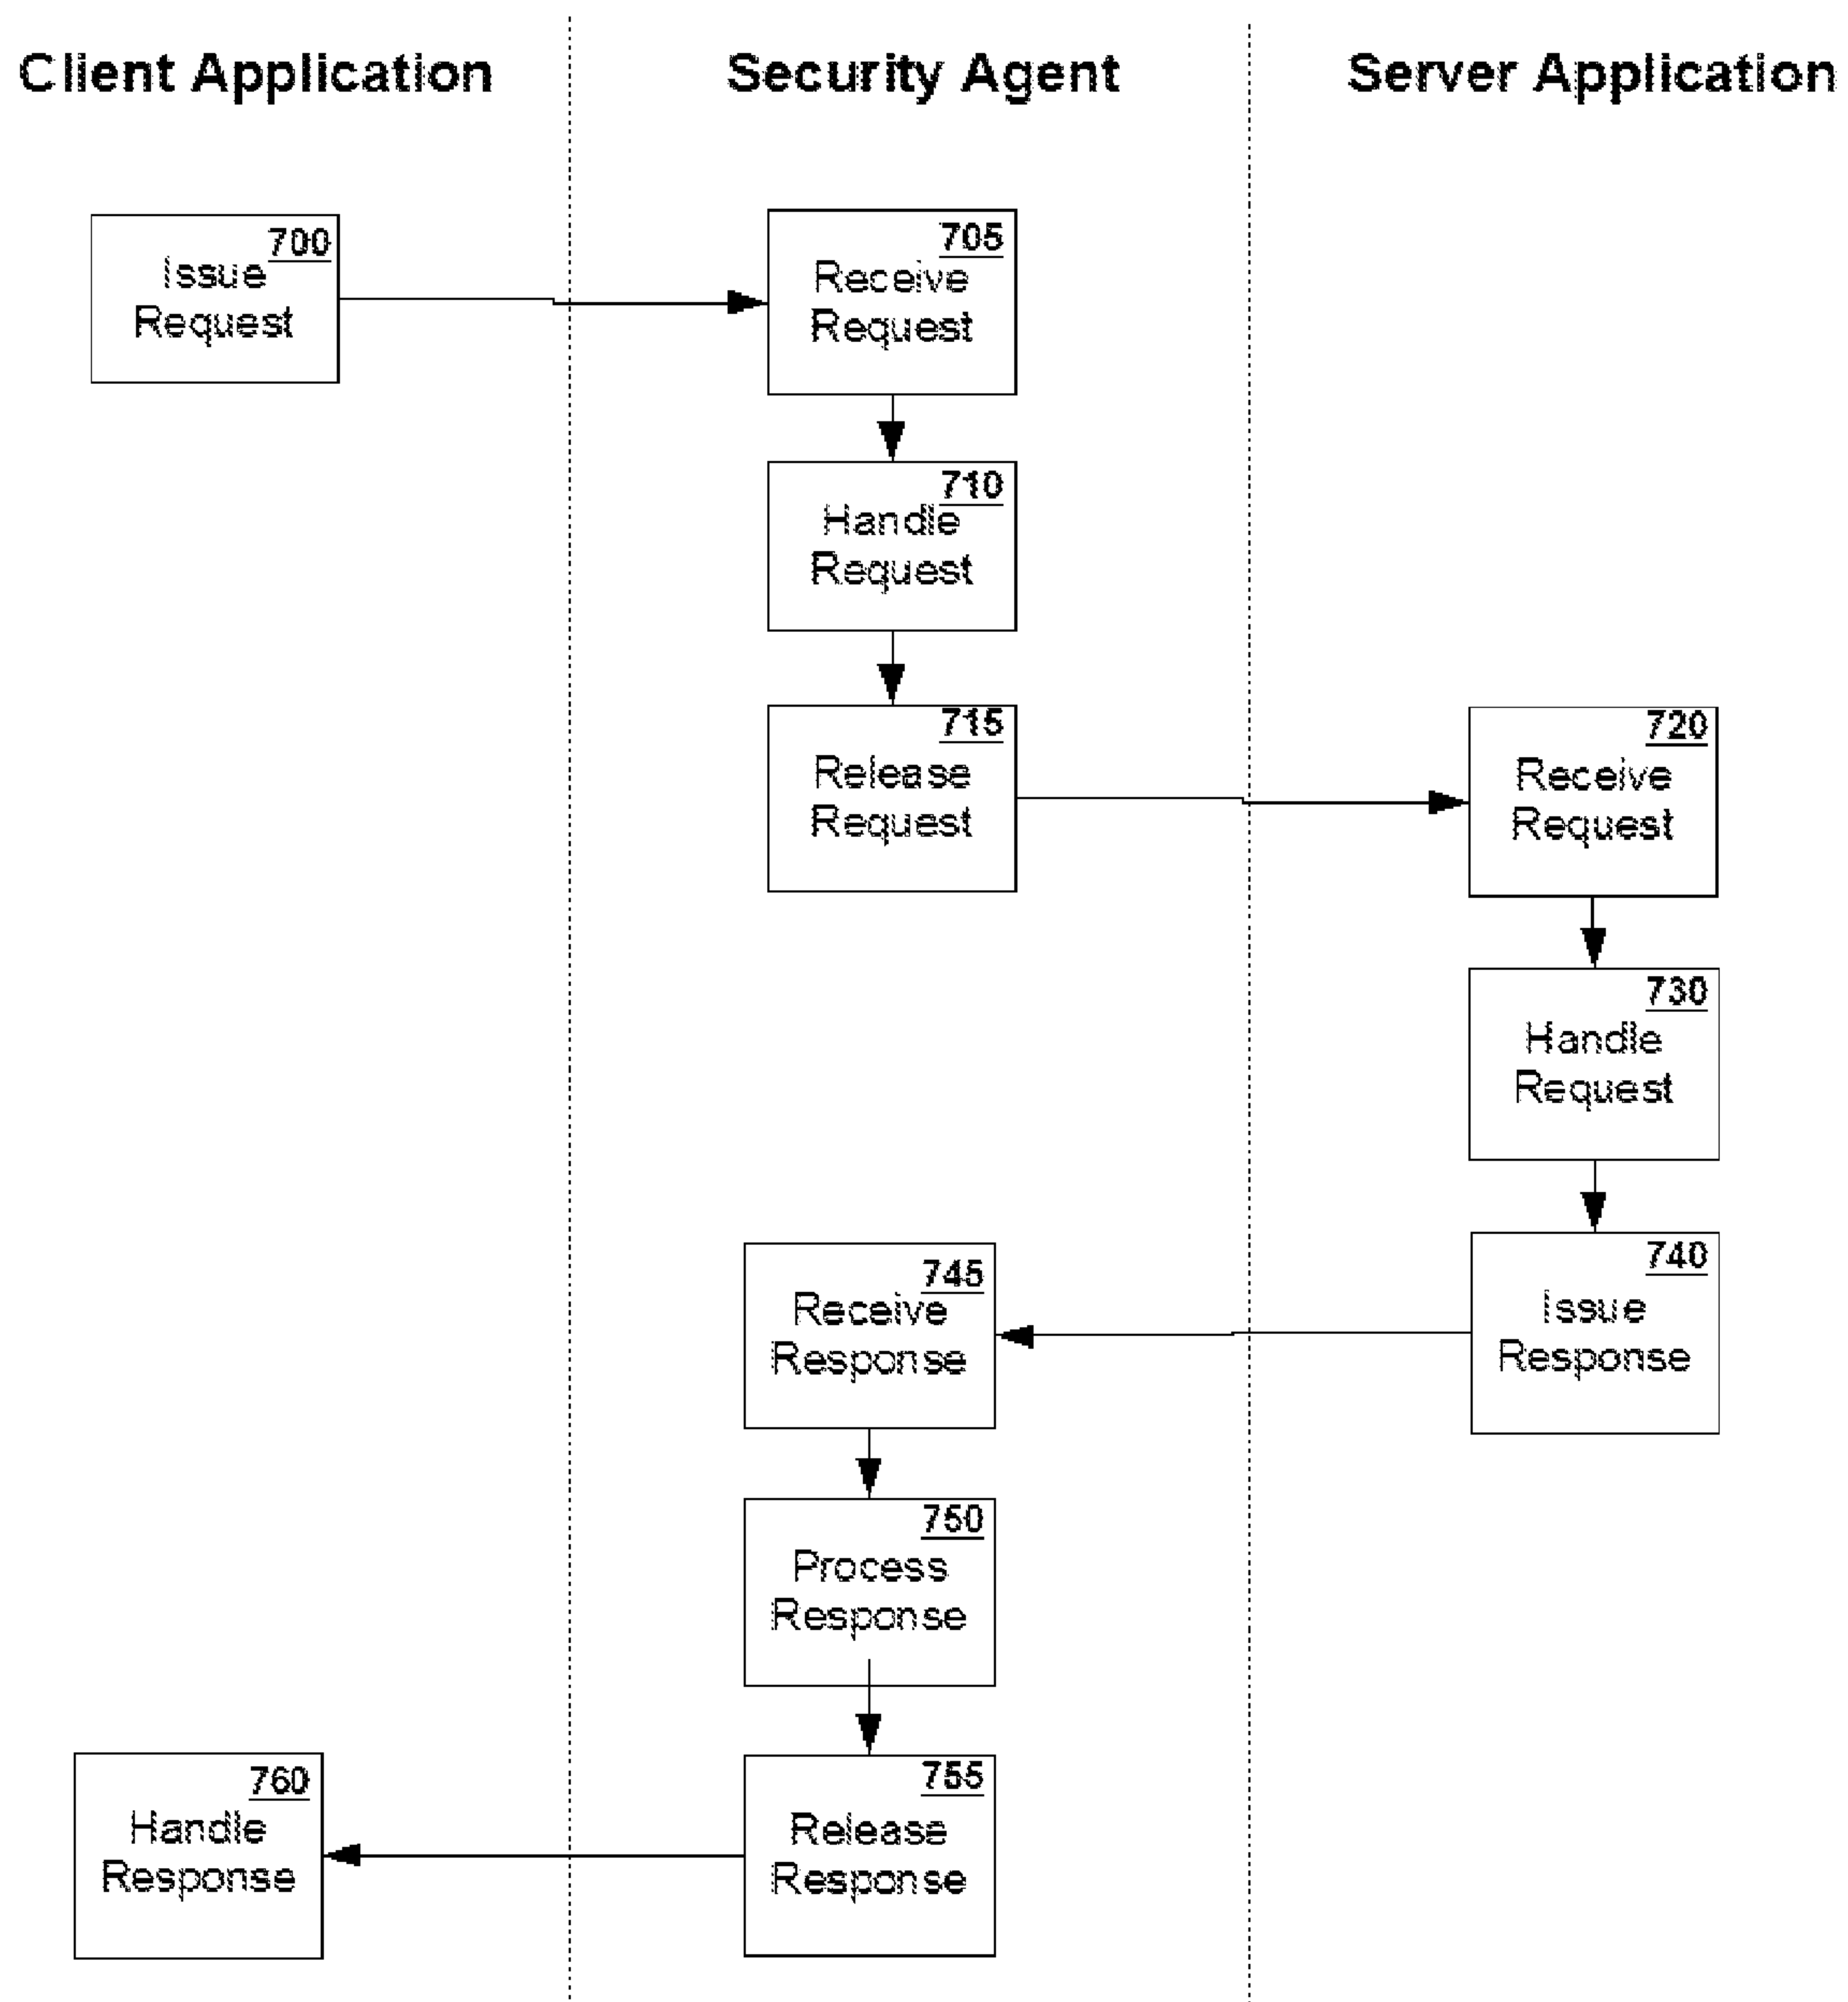 Client Application
Security Agent
Server Application
700
Issue
Request
705
Receive
Request
710
Handle
Request
715
Release
Request
720
Receive
Request
730
Handle
Request
740
Issue
Response
745
Receive
Response
750
Process
Response
755
Release
Response
760
Handle
Response